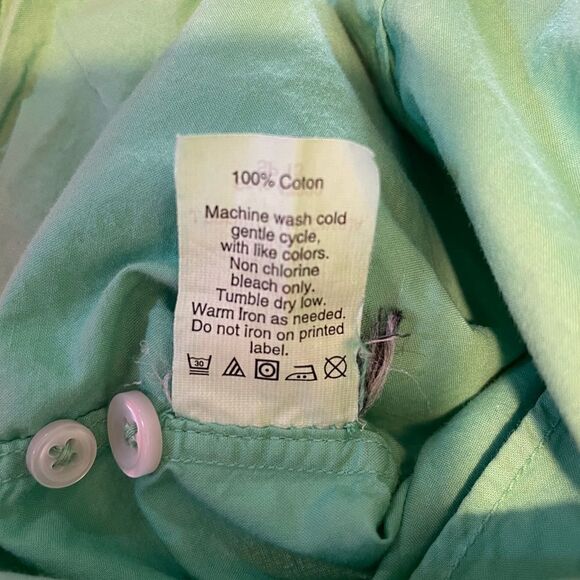 100% Coton
Machine wash cold
gentle cycle,
with like colors.
Non chlorine
bleach only.
Tumble dry low.
Warm Iron as needed.
Do not iron on printed
label.
30